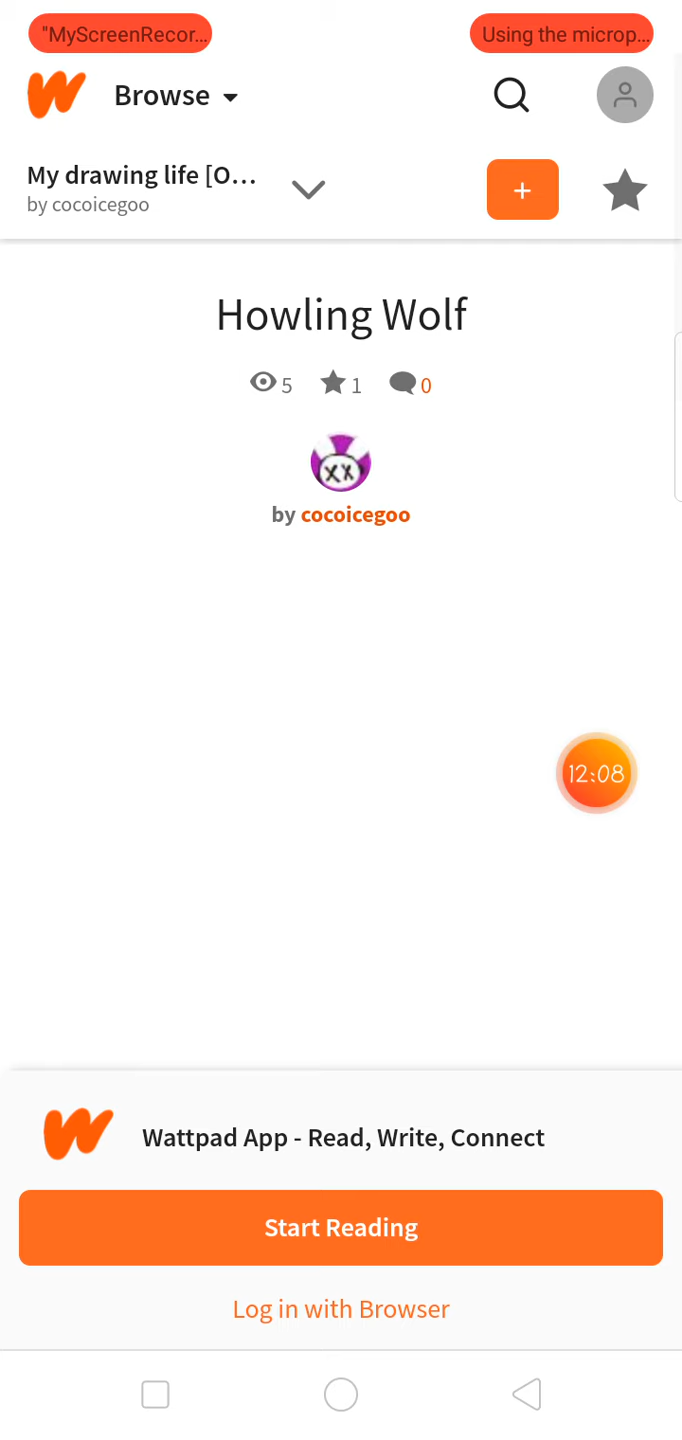 "MyScreenRecor...
Using the microp...
Browse
My drawing life [O...
by cocoicegoo
+
Howling Wolf
5 1 0
XX
by cocoicegoo
12:08
Wattpad App - Read, Write, Connect
Start Reading
Log in with Browser